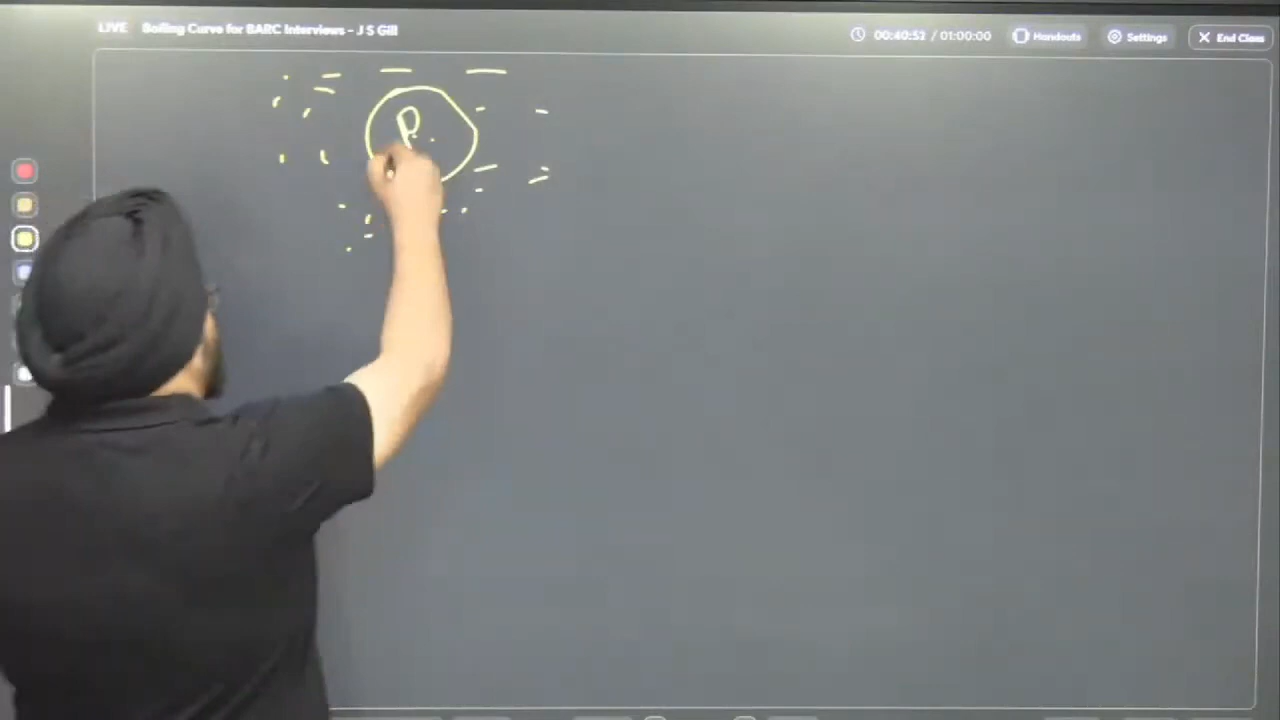 LIVE Boiling Curve for BARC Interviews - J S Gill
00:40:52 / 01:00:00 Handouts Settings End Class
P